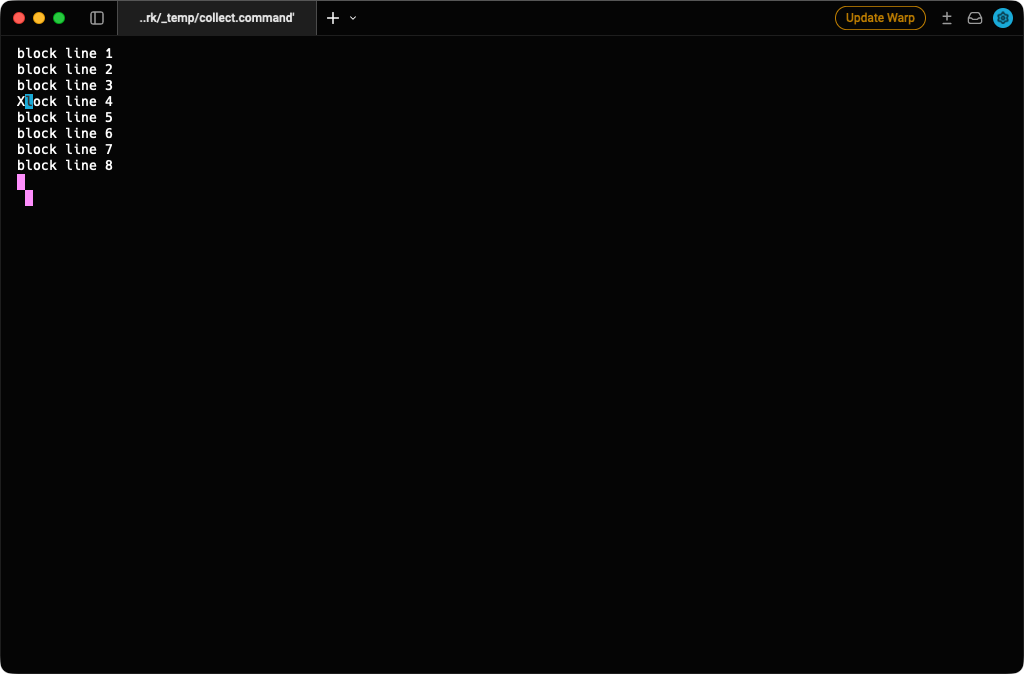 ..rk/_temp/collect.command'
Update Warp
block line 1
block line 2
block line 3
Xlock line 4
block line 5
block line 6
block line 7
block line 8